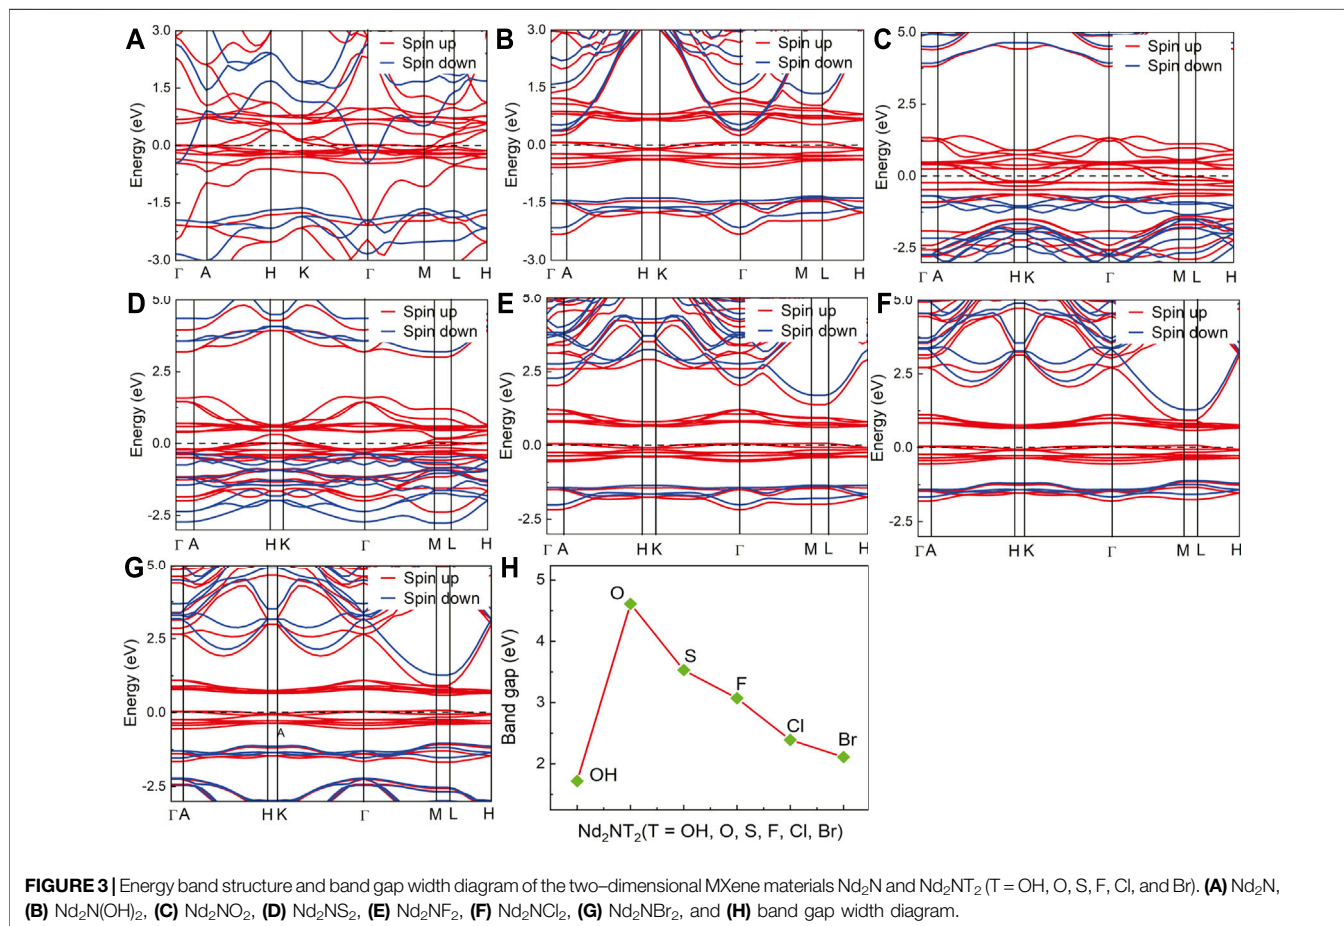 A
3.0
1.5
0.0
-1.5
-3.0
Energy (eV)
Spin up
Spin down
Γ A H K Γ M L H
B
3.0
1.5
0.0
-1.5
-3.0
Energy (eV)
Spin up
Spin down
Γ A H K Γ M L H
C
5.0
2.5
0.0
-2.5
Energy (eV)
Spin up
Spin down
Γ A H K Γ M L H
D
5.0
2.5
0.0
-2.5
Energy (eV)
Spin up
Spin down
Γ A H K Γ M L H
E
5.0
2.5
0.0
-2.5
Energy (eV)
Spin up
Spin down
Γ A H K Γ M L H
F
5.0
2.5
0.0
-2.5
Energy (eV)
Spin up
Spin down
Γ A H K Γ M L H
G
5.0
2.5
0.0
-2.5
Energy (eV)
Spin up
Spin down
A
Γ A H K Γ M L H
H
5
4
3
2
Band gap (eV)
OH
O
S
F
Cl
Br
Nd₂NT₂(T = OH, O, S, F, Cl, Br)
FIGURE 3 | Energy band structure and band gap width diagram of the two–dimensional MXene materials Nd₂N and Nd₂NT₂ (T = OH, O, S, F, Cl, and Br). (A) Nd₂N,
(B) Nd₂N(OH)₂, (C) Nd₂NO₂, (D) Nd₂NS₂, (E) Nd₂NF₂, (F) Nd₂NCl₂, (G) Nd₂NBr₂, and (H) band gap width diagram.